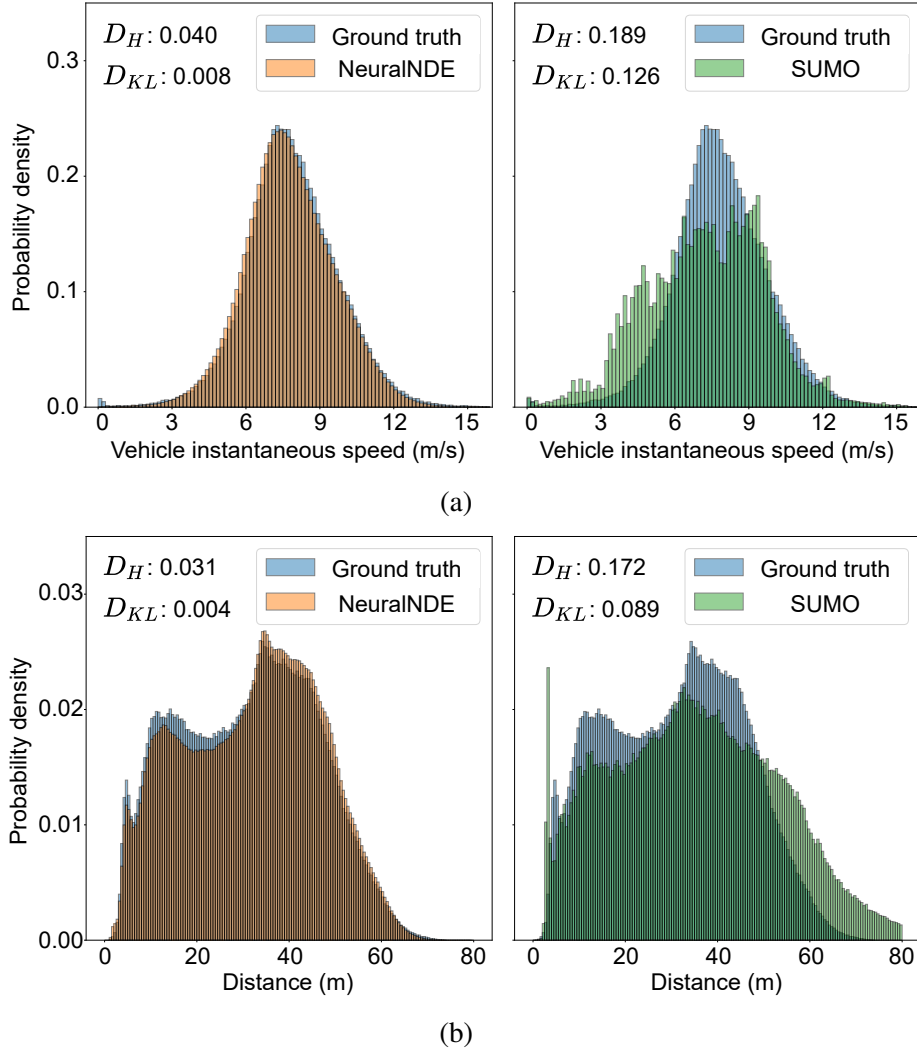 D_H: 0.040
D_KL: 0.008
Ground truth
NeuralNDE
D_H: 0.189
D_KL: 0.126
Ground truth
SUMO
Probability density
0.3
0.2
0.1
0.0
0 3 6 9 12 15
0 3 6 9 12 15
Vehicle instantaneous speed (m/s)
Vehicle instantaneous speed (m/s)
(a)
D_H: 0.031
D_KL: 0.004
Ground truth
NeuralNDE
D_H: 0.172
D_KL: 0.089
Ground truth
SUMO
Probability density
0.03
0.02
0.01
0.00
0 20 40 60 80
0 20 40 60 80
Distance (m)
Distance (m)
(b)